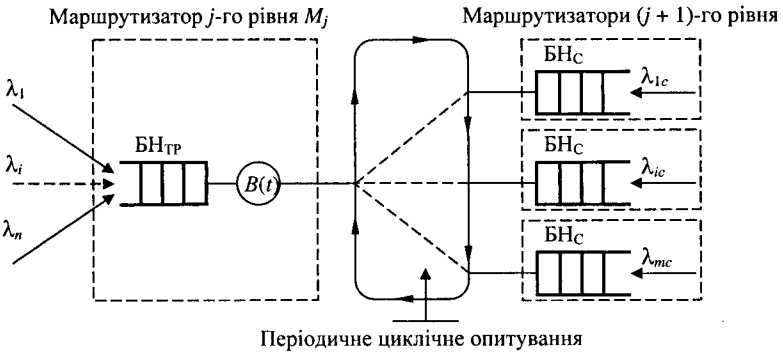 Маршрутизатор j-го рівня Mj
Маршрутизатори (j + 1)-го рівня
БНС
λ1c
λ1
БНТР
λi
B(t)
БНС
λic
λn
БНС
λmc
Періодичне циклічне опитування